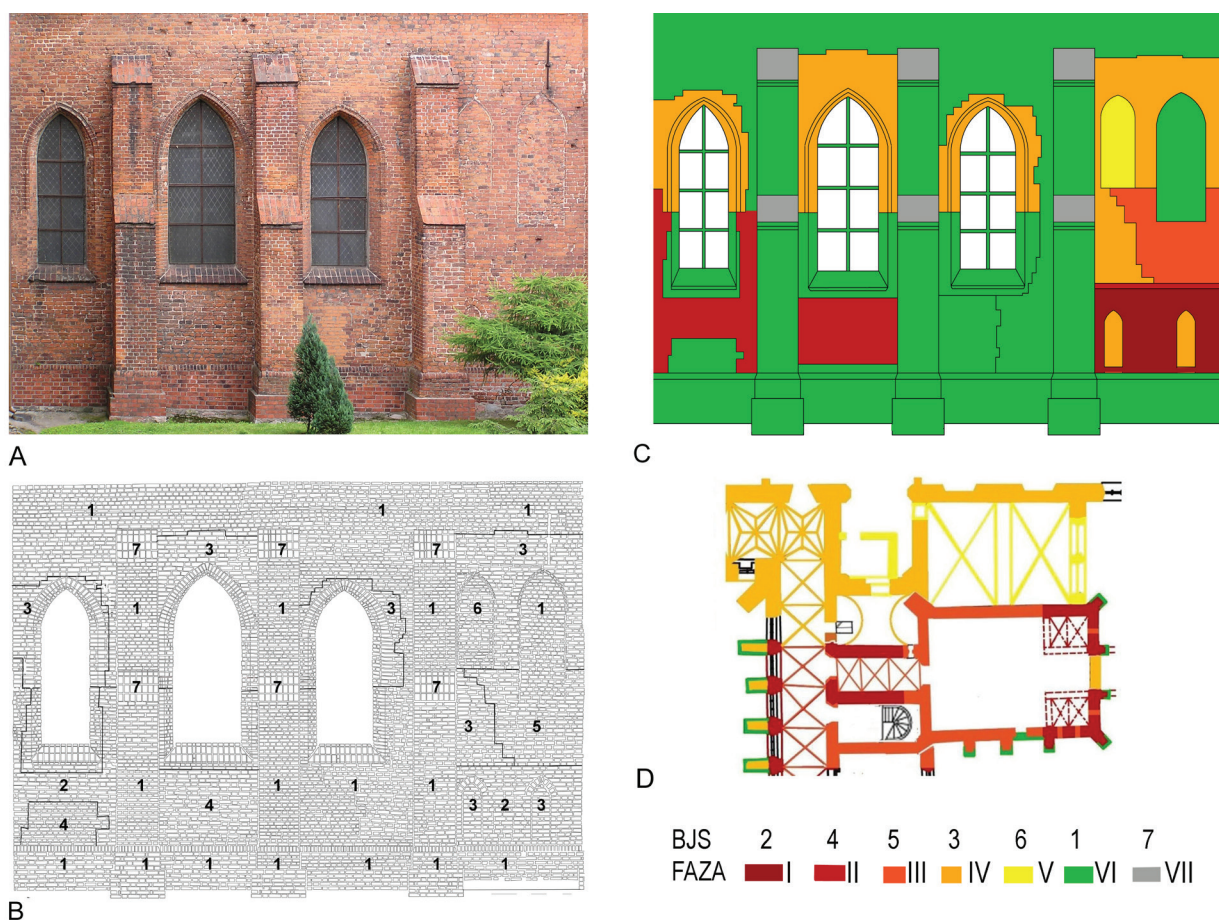 A
C
1 1 1
7 3 7 7 3
3 1 1 3 1 6 1
7 7 7
3 5
2 1 1 1 1
4 3 2 3
4
1 1 1 1 1 1 1
B
D
BJS 2 4 5 3 6 1 7
FAZA I II III IV V VI VII